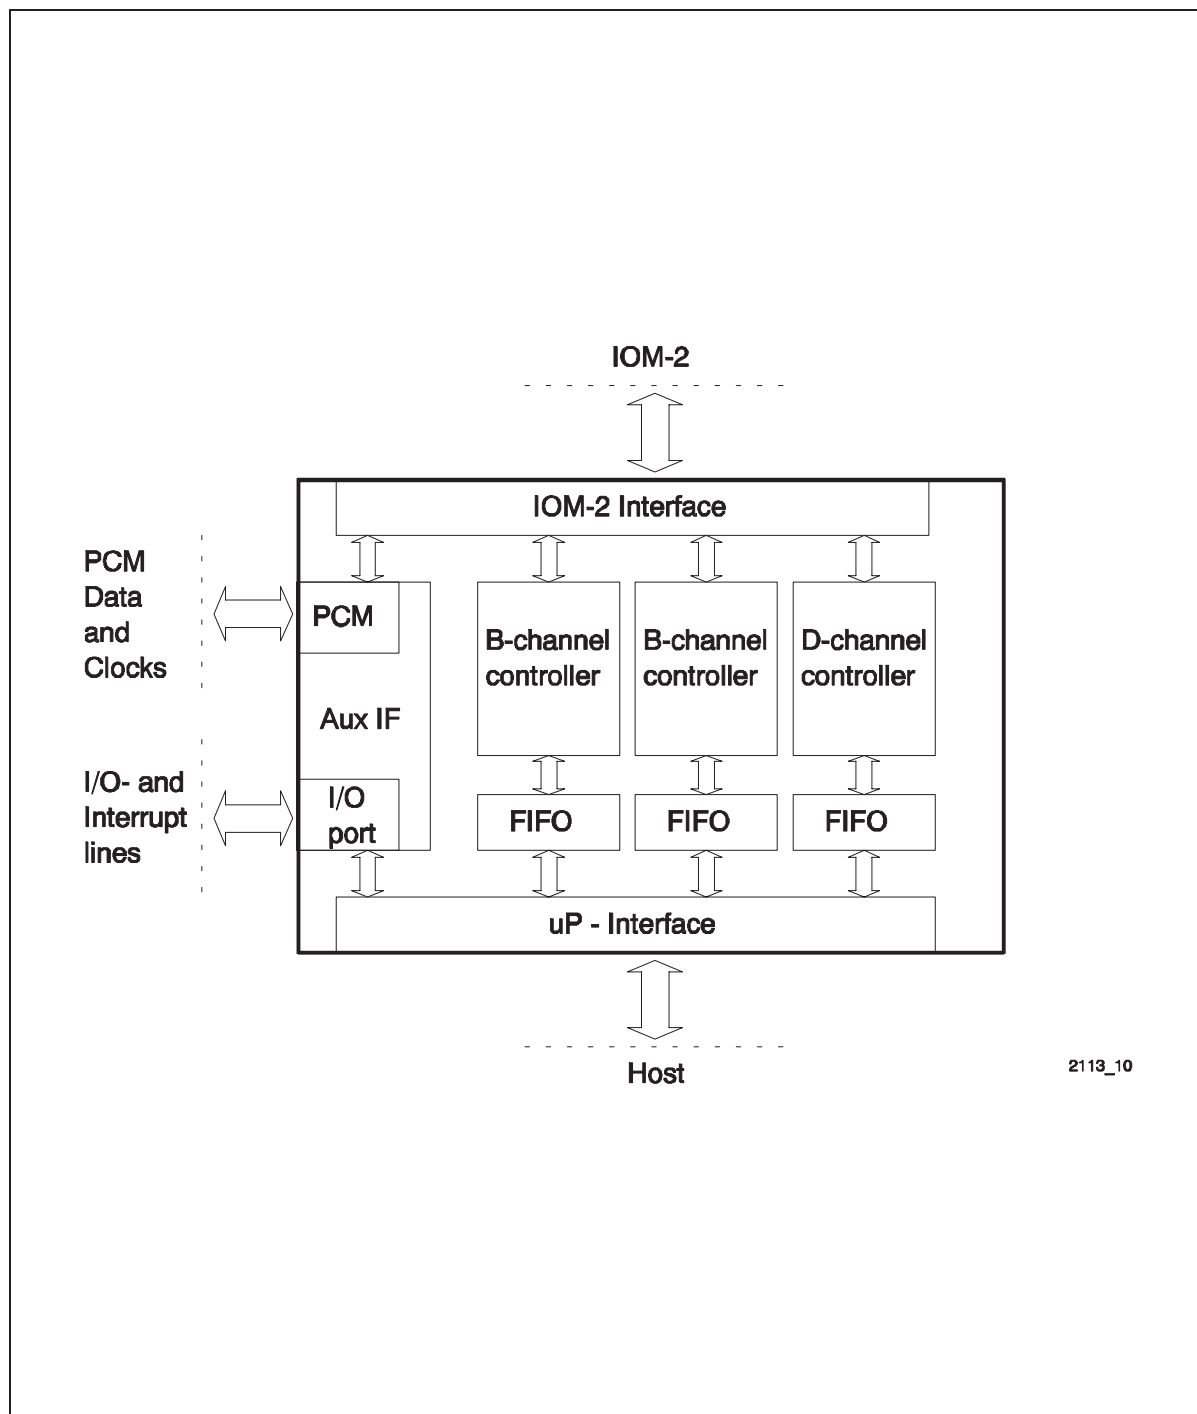 IOM-2
IOM-2 Interface
PCM
Data
and
Clocks
PCM
Aux IF
I/O- and
Interrupt
lines
I/O
port
B-channel
controller
B-channel
controller
D-channel
controller
FIFO
FIFO
FIFO
uP - Interface
Host
2113_10